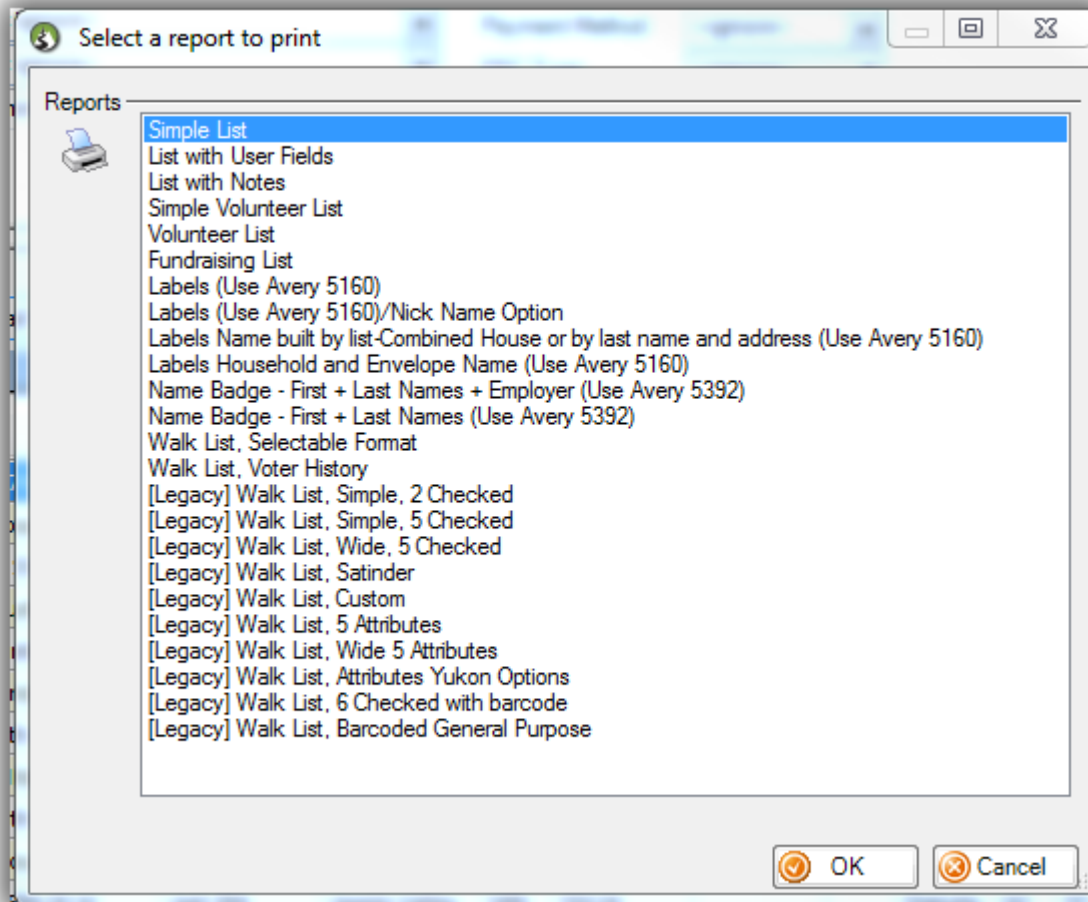 Select a report to print
Reports
Simple List
List with User Fields
List with Notes
Simple Volunteer List
Volunteer List
Fundraising List
Labels (Use Avery 5160)
Labels (Use Avery 5160)/Nick Name Option
Labels Name built by list-Combined House or by last name and address (Use Avery 5160)
Labels Household and Envelope Name (Use Avery 5160)
Name Badge - First + Last Names + Employer (Use Avery 5392)
Name Badge - First + Last Names (Use Avery 5392)
Walk List, Selectable Format
Walk List, Voter History
[Legacy] Walk List, Simple, 2 Checked
[Legacy] Walk List, Simple, 5 Checked
[Legacy] Walk List, Wide, 5 Checked
[Legacy] Walk List, Satinder
[Legacy] Walk List, Custom
[Legacy] Walk List, 5 Attributes
[Legacy] Walk List, Wide 5 Attributes
[Legacy] Walk List, Attributes Yukon Options
[Legacy] Walk List, 6 Checked with barcode
[Legacy] Walk List, Barcoded General Purpose
OK
Cancel